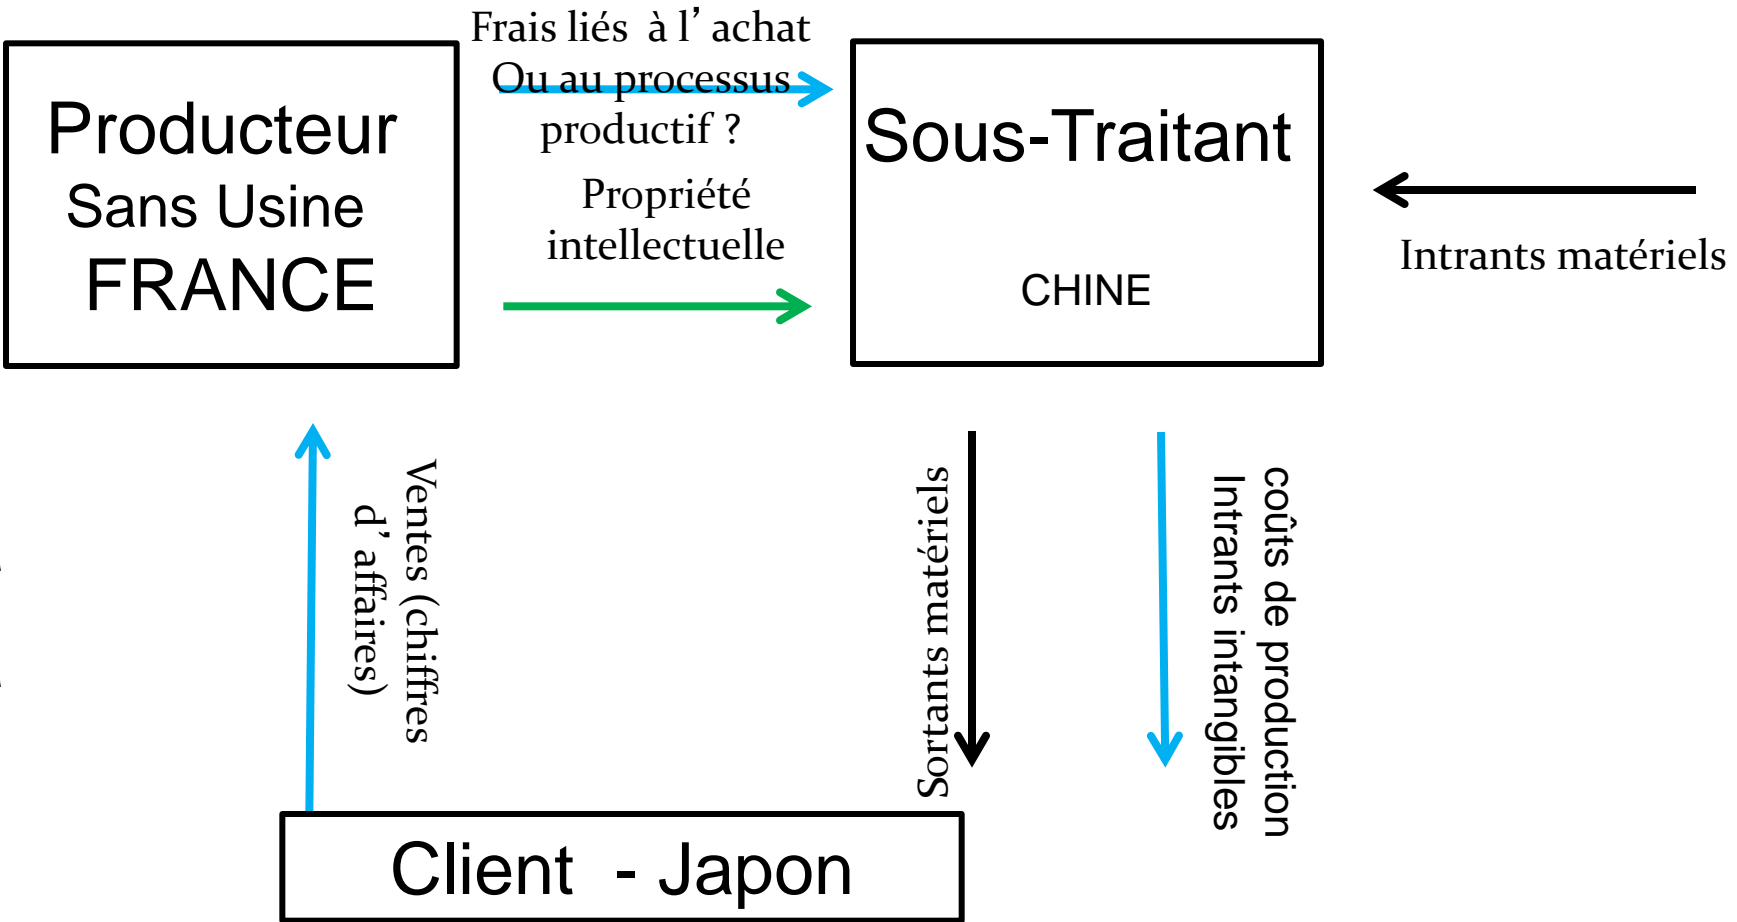 Frais liés à l’achat
Ou au processus
productif ?
Producteur
Sans Usine
FRANCE
Propriété
intellectuelle
Sous-Traitant
CHINE
Intrants matériels
Ventes (chiffres
d’affaires)
Sortants matériels
coûts de production
Intrants intangibles
Client - Japon